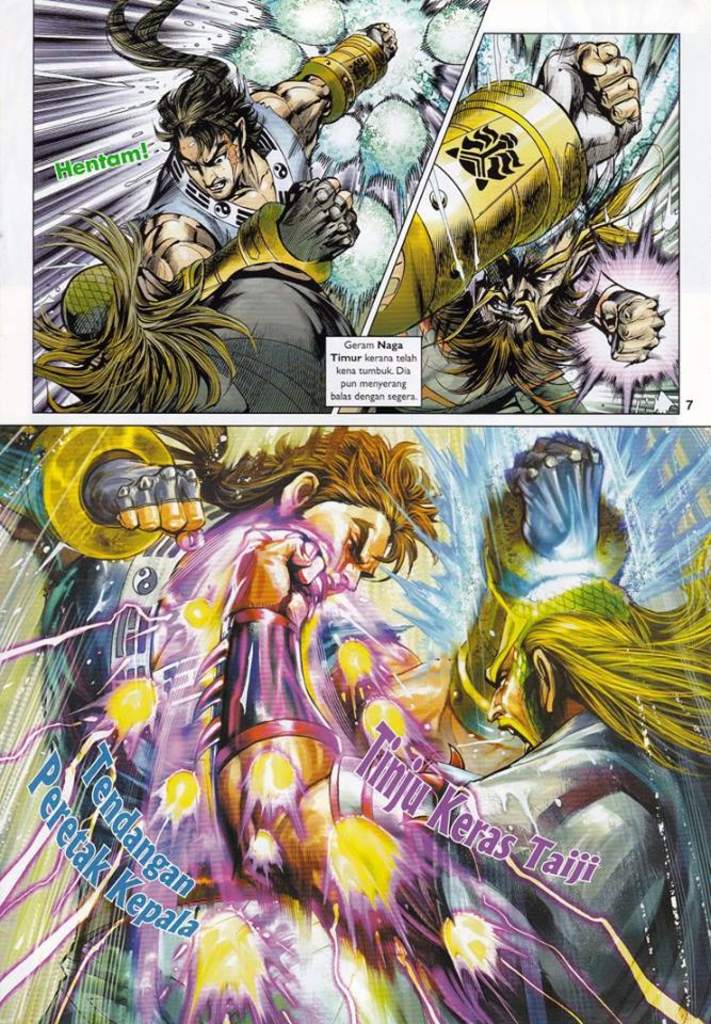 Hentam!
Geram Naga
Timur kerana telah
kena tumbuk. Dia
pun menyerang
balas dengan segera.
7
Tendangan
Peretak Kepala
Tinju Keras Taiji